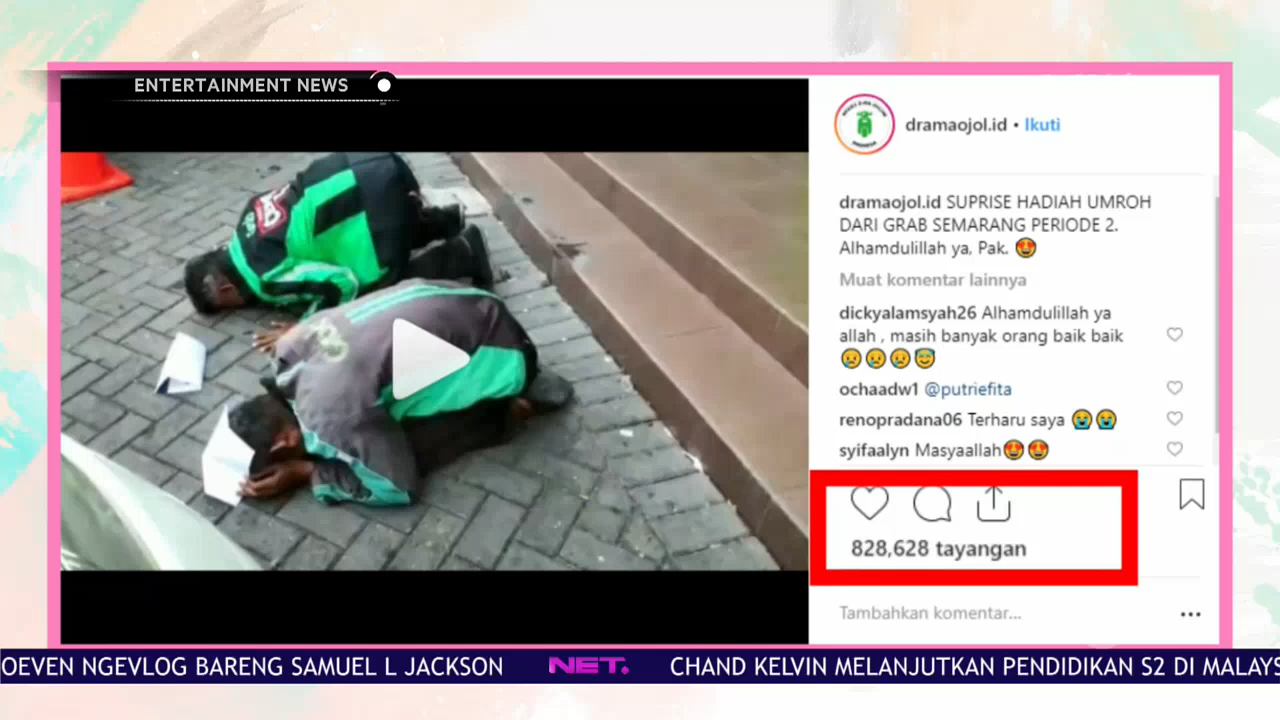 ENTERTAINMENT NEWS
dramaojol.id • Ikuti
dramaojol.id SUPRISE HADIAH UMROH
DARI GRAB SEMARANG PERIODE 2.
Alhamdulillah ya, Pak. 😍
Muat komentar lainnya
dickyalamsyah26 Alhamdulillah ya
allah , masih banyak orang baik baik
😢😢😢😇
ochaadw1 @putriefita
renopradana06 Terharu saya 😭😭
syifaalyn Masyaallah😍😍
828,628 tayangan
Tambahkan komentar...
OEVEN NGEVLOG BARENG SAMUEL L JACKSON NET. CHAND KELVIN MELANJUTKAN PENDIDIKAN S2 DI MALAYS